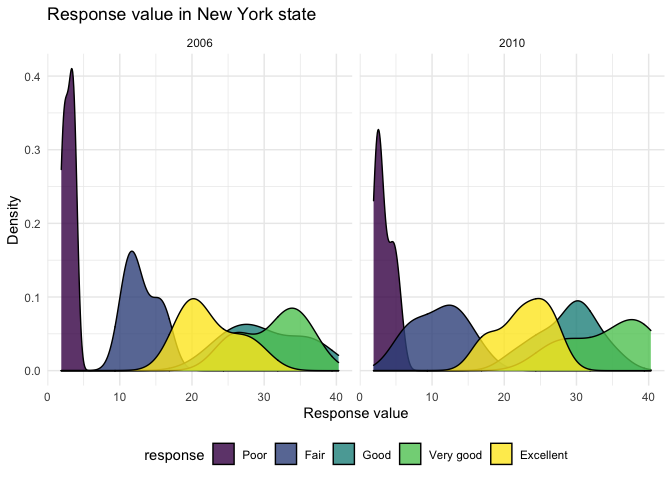 Response value in New York state
2006 2010
0.4
0.3
0.2
0.1
0.0
Density
0 10 20 30 40 0 10 20 30 40
Response value
response Poor Fair Good Very good Excellent